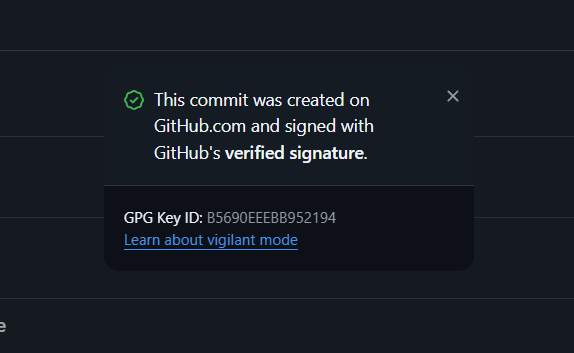 This commit was created on
GitHub.com and signed with
GitHub's verified signature.
GPG Key ID: B5690EEEBB952194
Learn about vigilant mode
e